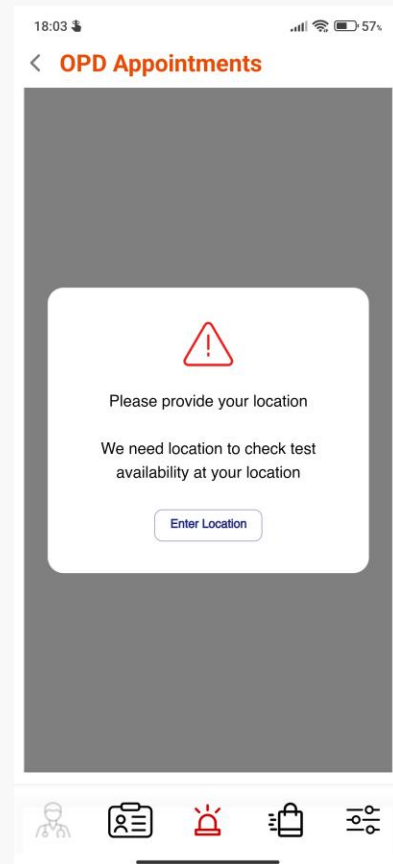 18:03 57%
OPD Appointments
Please provide your location
We need location to check test
availability at your location
Enter Location